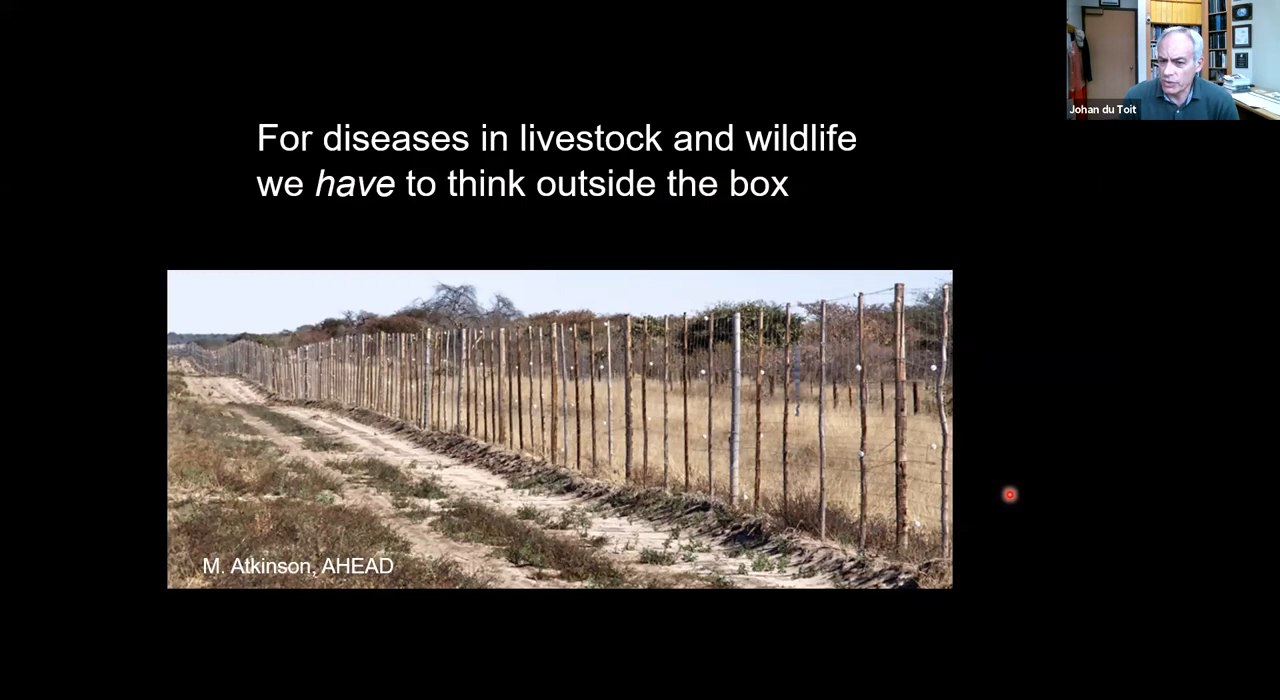 For diseases in livestock and wildlife
we have to think outside the box
Johan du Toit
M. Atkinson, AHEAD